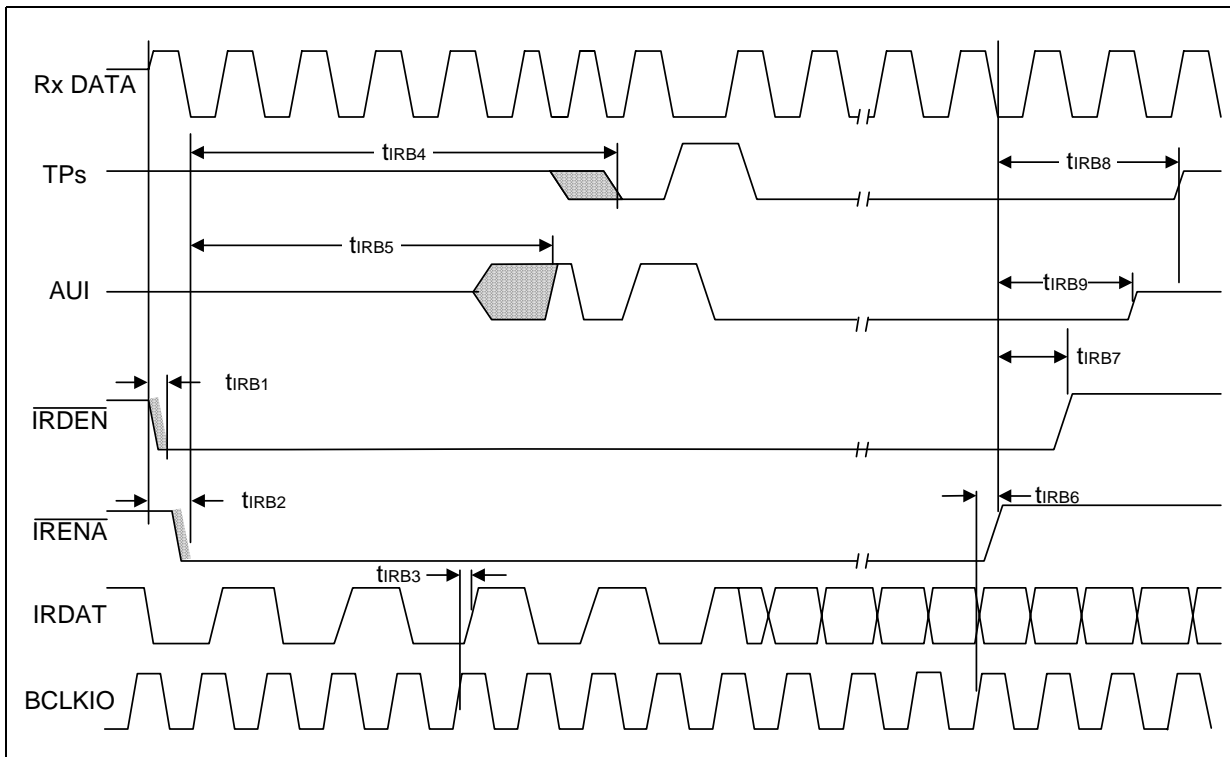 Rx DATA
tIRB4
TPs
tIRB8
tIRB5
AUI
tIRB9
tIRB7
tIRB1
IRDEN
tIRB2
tIRB6
IRENA
tIRB3
IRDAT
BCLKIO